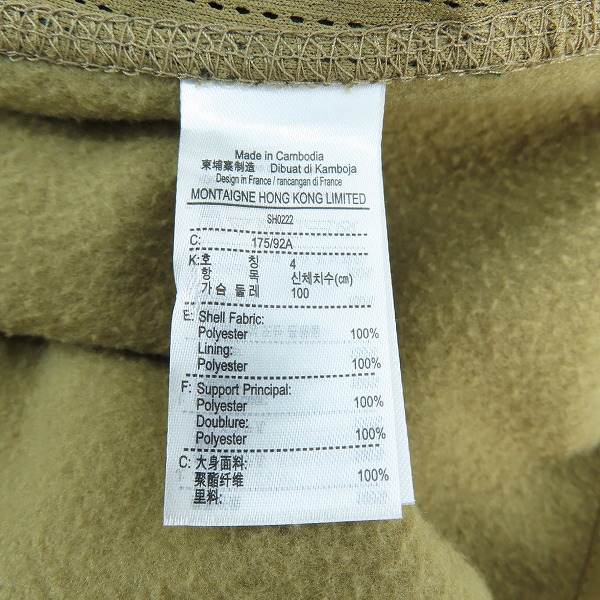 Made in Cambodia
柬埔寨制造 Dibuat di Kamboja
Design in France / rancangan di France
MONTAIGNE HONG KONG LIMITED
SH0222
C: 175/92A
K: 호 칭 4
항 목 신체치수(cm)
가슴 둘레 100
E: Shell Fabric:
Polyester 100%
Lining:
Polyester 100%
F: Support Principal:
Polyester 100%
Doublure:
Polyester 100%
C: 大身面料:
聚酯纤维 100%
里料: